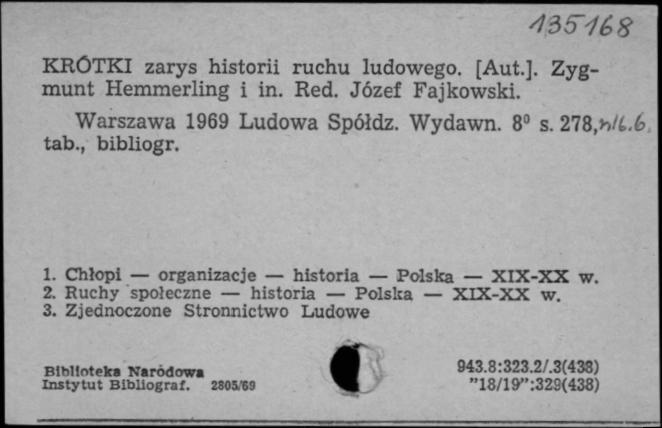 135168
KRÓTKI zarys historii ruchu ludowego. [Aut.]. Zyg-
munt Hemmerling i in. Red. Józef Fajkowski.
Warszawa 1969 Ludowa Spółdz. Wydawn. 8⁰ s. 278, nlb. 6,
tab., bibliogr.
1. Chłopi — organizacje — historia — Polska — XIX-XX w.
2. Ruchy społeczne — historia — Polska — XIX-XX w.
3. Zjednoczone Stronnictwo Ludowe
Biblioteka Narodowa
Instytut Bibliograf. 2805/69
943.8:323.2/.3(438)
"18/19":329(438)